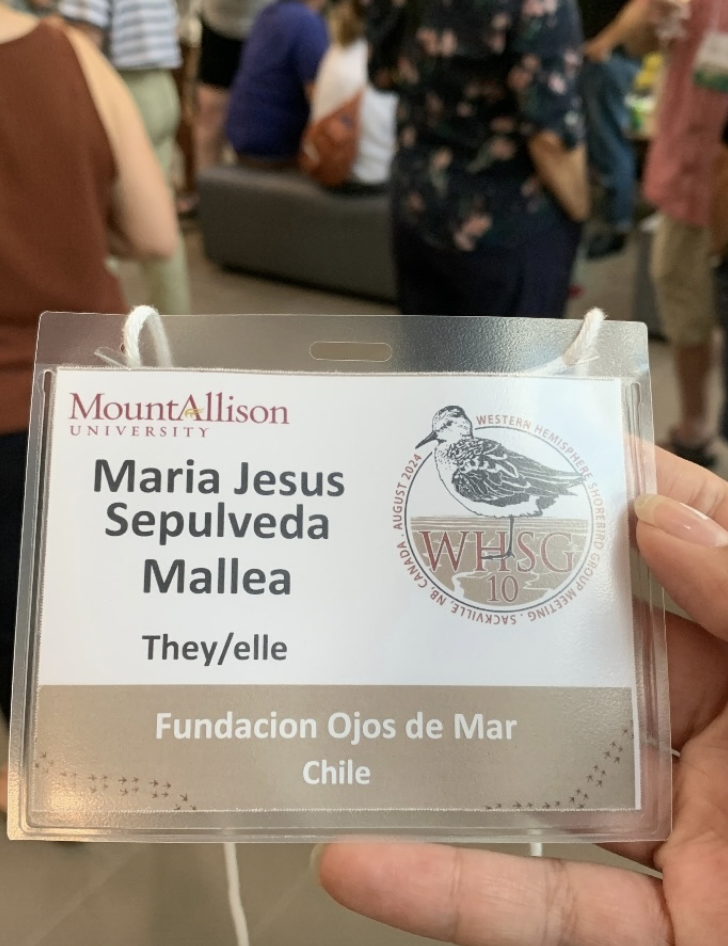 MountAllison
UNIVERSITY
Maria Jesus
Sepulveda
Mallea
They/elle
WESTERN HEMISPHERE SHOREBIRD GROUP MEETING . SACKVILLE, NB, CANADA . AUGUST 2024
WHSG
10
Fundacion Ojos de Mar
Chile